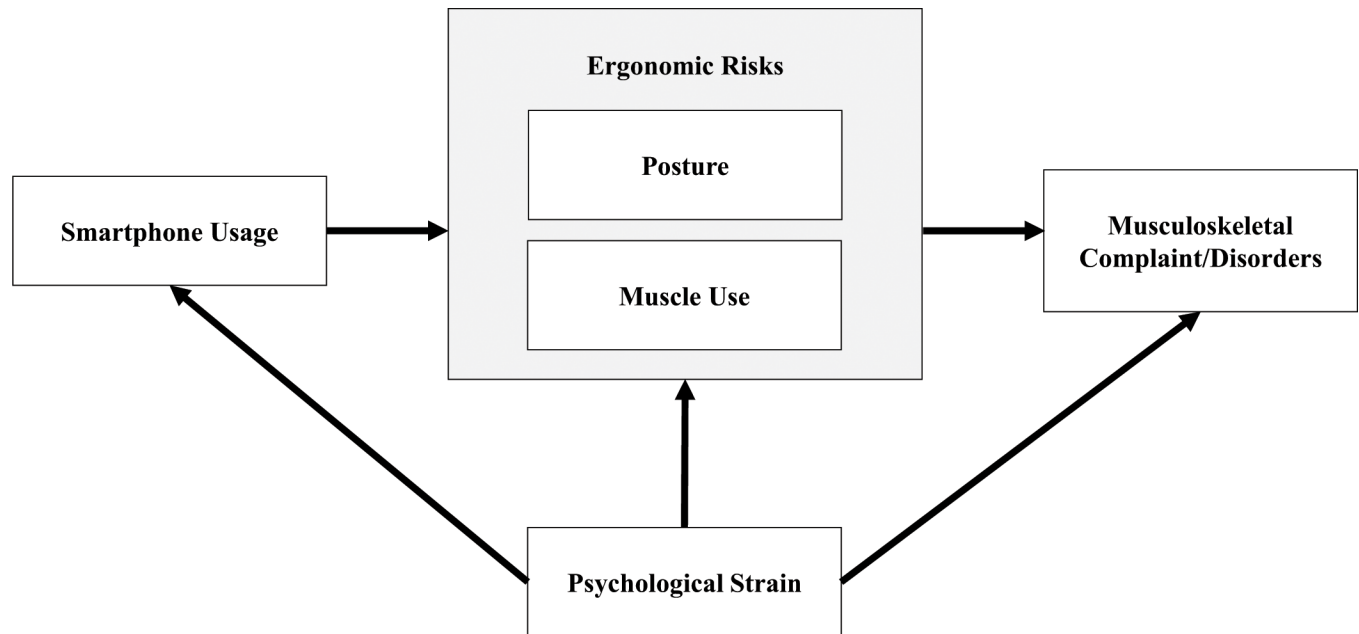 Ergonomic Risks
Posture
Smartphone Usage
Musculoskeletal
Complaint/Disorders
Muscle Use
Psychological Strain